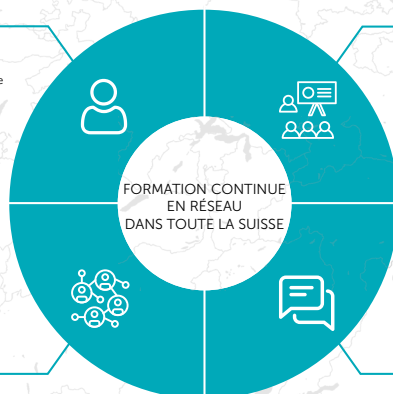 e
FORMATION CONTINUE
EN RÉSEAU
DANS TOUTE LA SUISSE